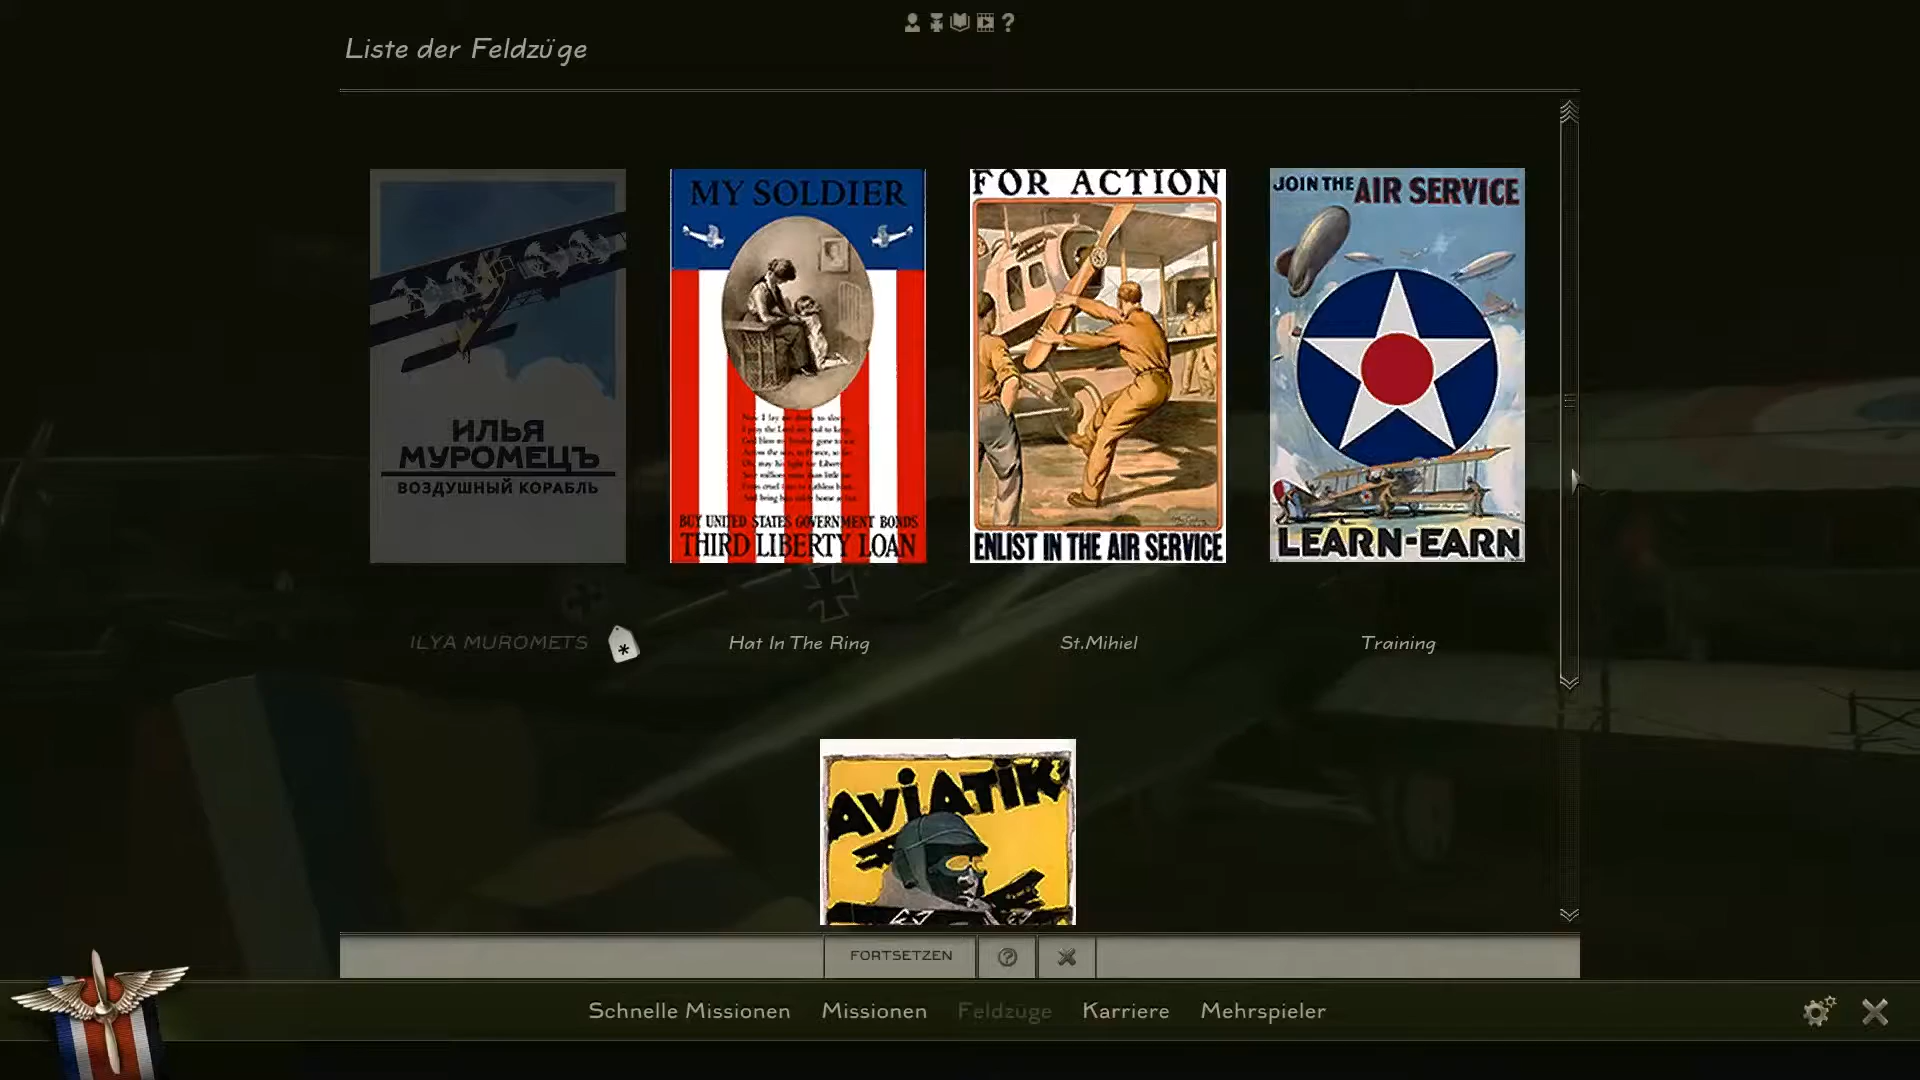 Liste der Feldzüge
?
ИЛЬЯ
МУРОМЕЦЪ
ВОЗДУШНЫЙ КОРАБЛЬ
MY SOLDIER
BUY UNITED STATES GOVERNMENT BONDS
THIRD LIBERTY LOAN
FOR ACTION
ENLIST IN THE AIR SERVICE
JOIN THE AIR SERVICE
LEARN-EARN
ILYA MUROMETS
*
Hat In The Ring
St.Mihiel
Training
AVIATIK
FORTSETZEN
?
Schnelle Missionen
Missionen
Feldzüge
Karriere
Mehrspieler